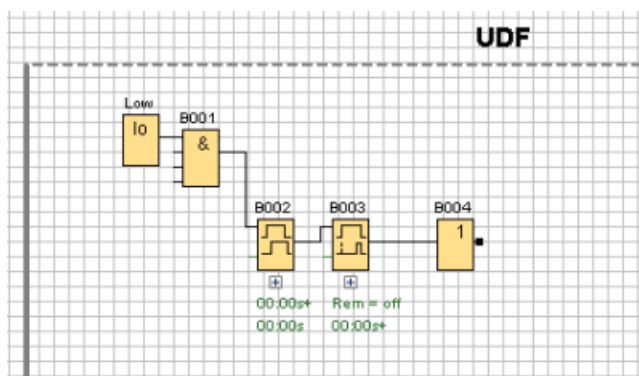 UDF
Low
lo
B001
&
B002 B003 B004
1
00:00s+ Rem = off
00:00s 00:00s+